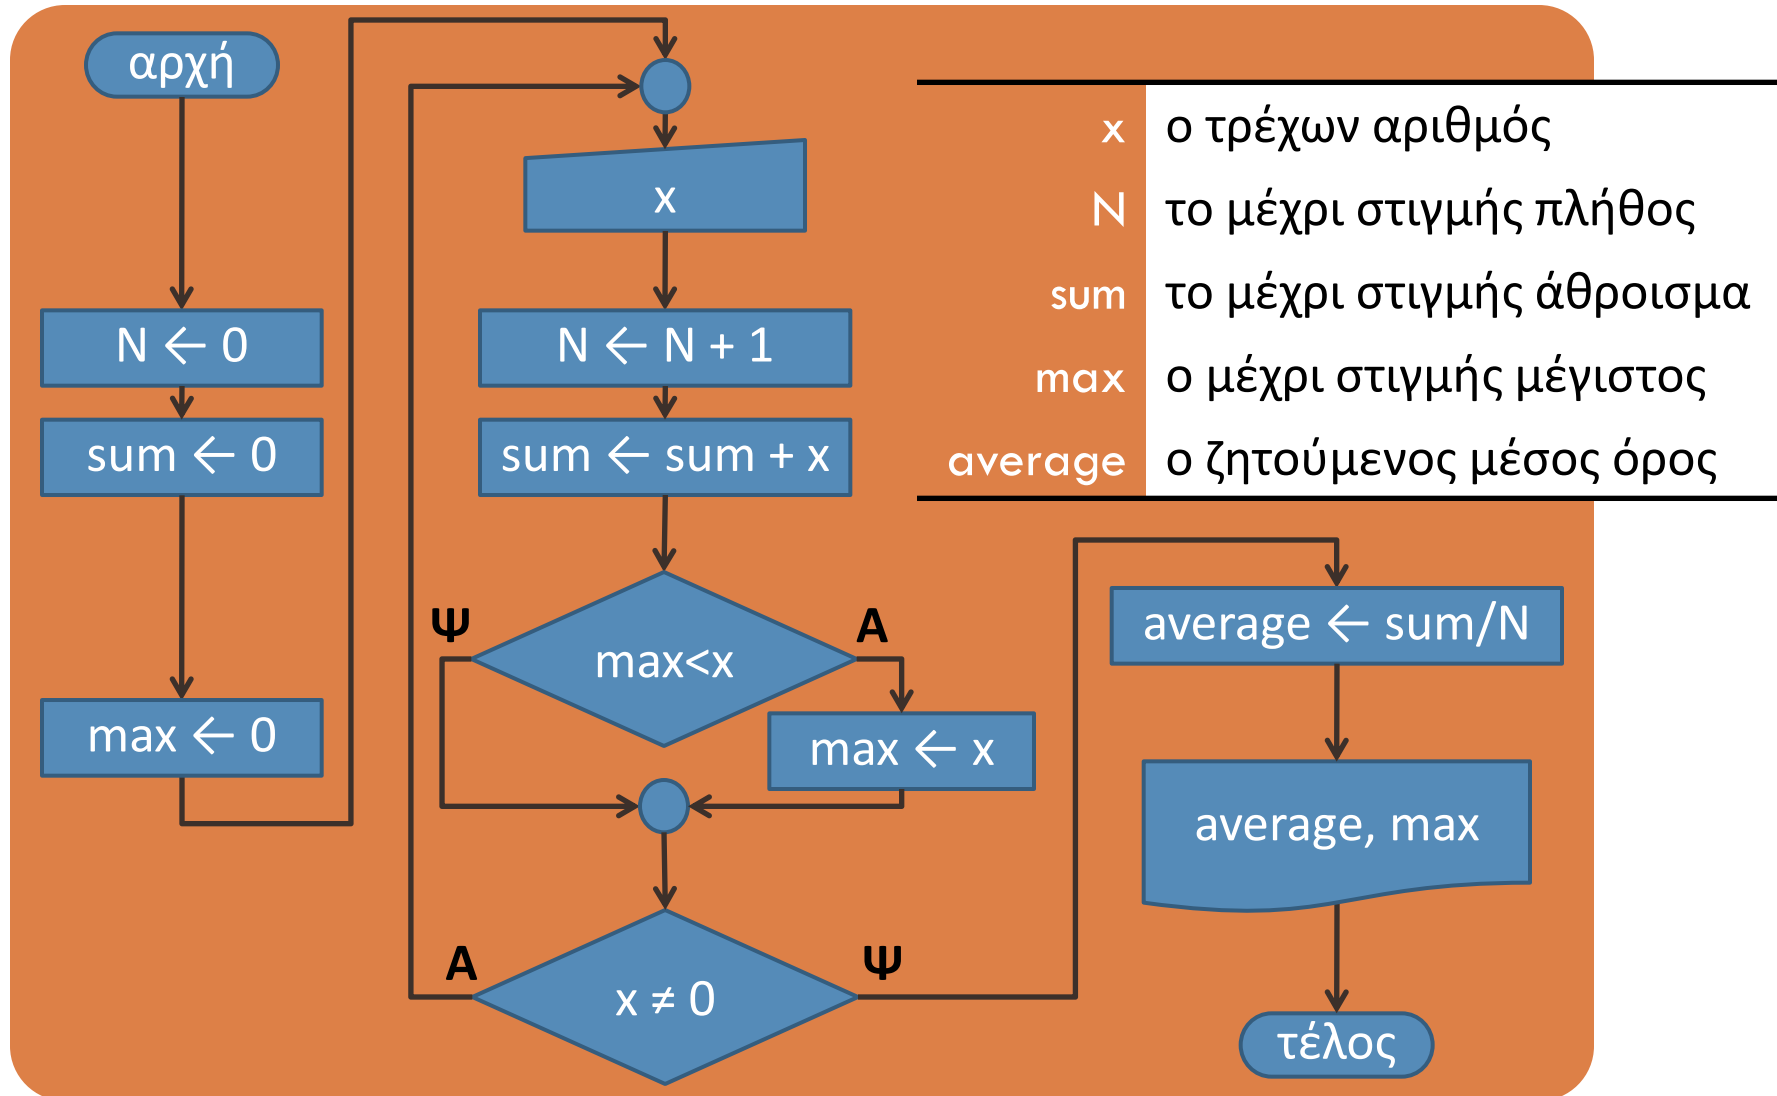 αρχή
N ← 0
sum ← 0
max ← 0
x
N ← N + 1
sum ← sum + x
max<x
Ψ
Α
max ← x
x ≠ 0
Α
Ψ
average ← sum/N
average, max
τέλος
x ο τρέχων αριθμός
N το μέχρι στιγμής πλήθος
sum το μέχρι στιγμής άθροισμα
max ο μέχρι στιγμής μέγιστος
average ο ζητούμενος μέσος όρος